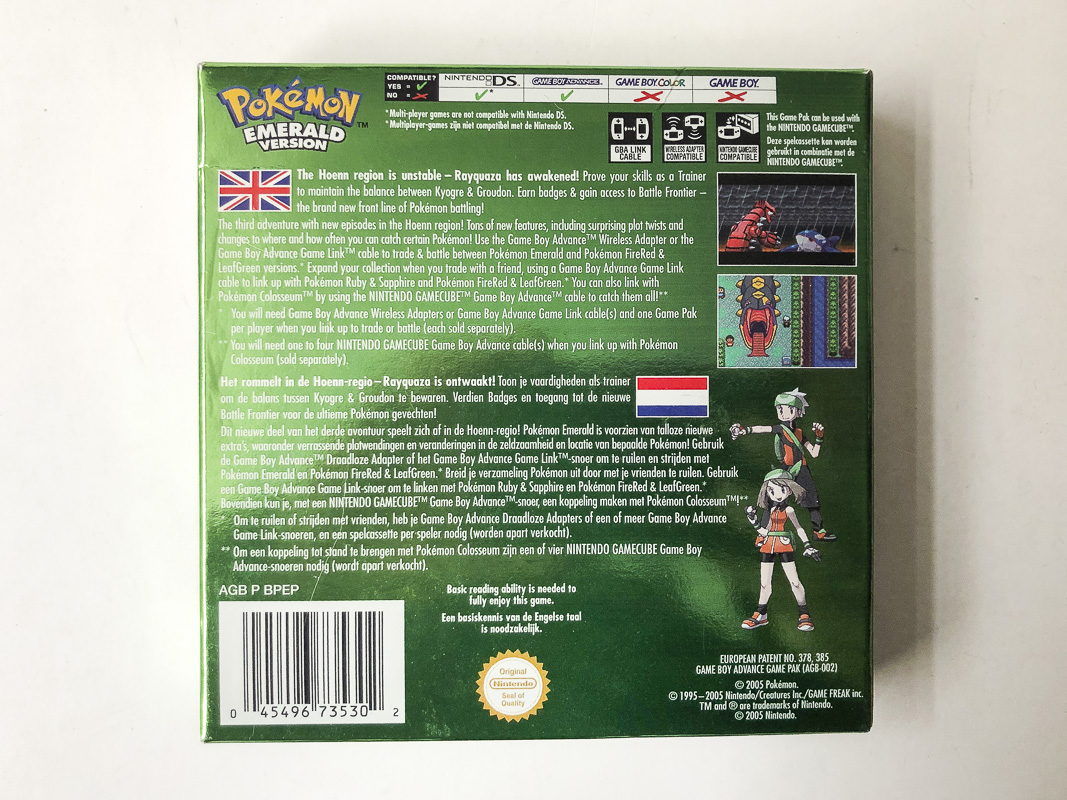 POKéMON™
EMERALD
VERSION
COMPATIBLE?
YES = ✓
NO = ✗
NINTENDO DS™
GAME BOY ADVANCE™
GAME BOY COLOR
GAME BOY™
✓*
✓
✗
✗
*Multi-player games are not compatible with Nintendo DS.
*Multiplayer-games zijn niet compatibel met de Nintendo DS.
GBA LINK
CABLE
WIRELESS ADAPTER
COMPATIBLE
NINTENDO GAMECUBE
COMPATIBLE
This Game Pak can be used with
the NINTENDO GAMECUBE™.
Deze spelcassette kan worden
gebruikt in combinatie met de
NINTENDO GAMECUBE™.
The Hoenn region is unstable – Rayquaza has awakened! Prove your skills as a Trainer
to maintain the balance between Kyogre & Groudon. Earn badges & gain access to Battle Frontier –
the brand new front line of Pokémon battling!
The third adventure with new episodes in the Hoenn region! Tons of new features, including surprising plot twists and
changes to where and how often you can catch certain Pokémon! Use the Game Boy Advance™ Wireless Adapter or the
Game Boy Advance Game Link™ cable to trade & battle between Pokémon Emerald and Pokémon FireRed &
LeafGreen versions.* Expand your collection when you trade with a friend, using a Game Boy Advance Game Link
cable to link up with Pokémon Ruby & Sapphire and Pokémon FireRed & LeafGreen.* You can also link with
Pokémon Colosseum™ by using the NINTENDO GAMECUBE™ Game Boy Advance™ cable to catch them all!**
* You will need Game Boy Advance Wireless Adapters or Game Boy Advance Game Link cable(s) and one Game Pak
per player when you link up to trade or battle (each sold separately).
** You will need one to four NINTENDO GAMECUBE Game Boy Advance cable(s) when you link up with Pokémon
Colosseum (sold separately).
Het rommelt in de Hoenn-regio – Rayquaza is ontwaakt! Toon je vaardigheden als trainer
om de balans tussen Kyogre & Groudon te bewaren. Verdien Badges en toegang tot de nieuwe
Battle Frontier voor de ultieme Pokémon gevechten!
Dit nieuwe deel van het derde avontuur speelt zich af in de Hoenn-regio! Pokémon Emerald is voorzien van talloze nieuwe
extra's, waaronder verrassende plotwendingen en veranderingen in de zeldzaamheid en locatie van bepaalde Pokémon! Gebruik
de Game Boy Advance™ Draadloze Adapter of het Game Boy Advance Game Link™-snoer om te ruilen en strijden met
Pokémon Emerald en Pokémon FireRed & LeafGreen.* Breid je verzameling Pokémon uit door met je vrienden te ruilen. Gebruik
een Game Boy Advance Game Link-snoer om te linken met Pokémon Ruby & Sapphire en Pokémon FireRed & LeafGreen.*
Bovendien kun je, met een NINTENDO GAMECUBE™ Game Boy Advance™-snoer, een koppeling maken met Pokémon Colosseum™!**
Om te ruilen of strijden met vrienden, heb je Game Boy Advance Draadloze Adapters of een of meer Game Boy Advance
Game Link-snoeren, en een spelcassette per speler nodig (worden apart verkocht).
** Om een koppeling tot stand te brengen met Pokémon Colosseum zijn een of vier NINTENDO GAMECUBE Game Boy
Advance-snoeren nodig (wordt apart verkocht).
AGB P BPEP
Basic reading ability is needed to
fully enjoy this game.
Een basiskennis van de Engelse taal
is noodzakelijk.
Original
Nintendo
Seal of
Quality
0 45496 73530 2
EUROPEAN PATENT NO. 378, 385
GAME BOY ADVANCE GAME PAK (AGB-002)
© 2005 Pokémon.
© 1995–2005 Nintendo/Creatures Inc./GAME FREAK inc.
TM and ® are trademarks of Nintendo.
© 2005 Nintendo.